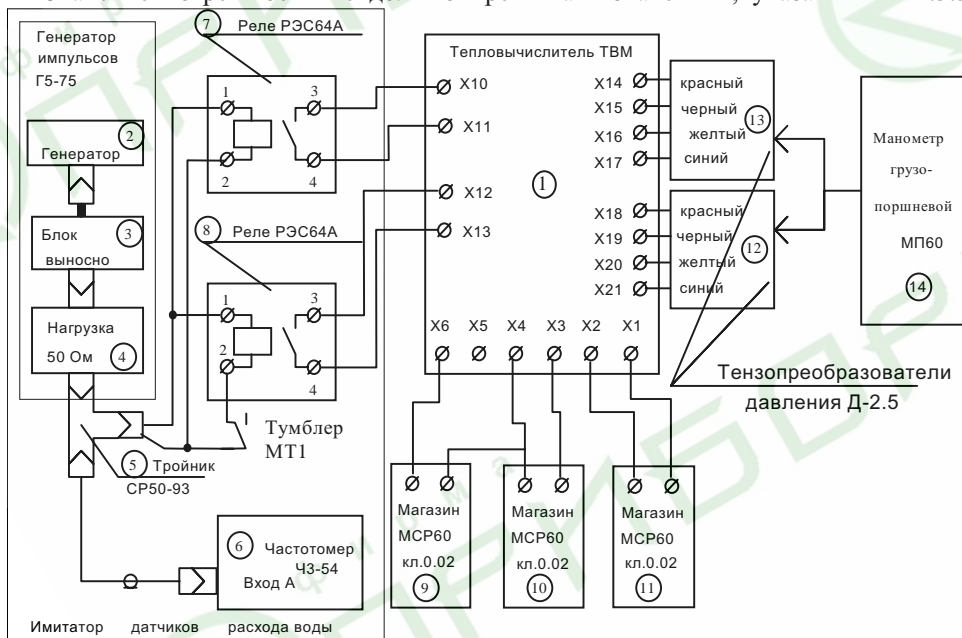 Генератор
импульсов
Г5-75
2
Генератор
3
Блок
выносно
Нагрузка
50 Ом
4
5 Тройник
СР50-93
6 Частотомер
Ч3-54
Вход А
Имитатор датчиков расхода воды
7 Реле РЭС64А
1 3
2 4
8 Реле РЭС64А
1 3
2 4
Тумблер
МТ1
Тепловычислитель ТВМ
1
X10
X11
X12
X13
X14
X15
X16
X17
X18
X19
X20
X21
X6 X5 X4 X3 X2 X1
красный
черный
желтый
синий
13
красный
черный
желтый
синий
12
Манометр
грузо-
поршневой
МП60
14
Тензопреобразователи
давления Д-2.5
Магазин
МСР60
кл.0.02
9
Магазин
МСР60
кл.0.02
10
Магазин
МСР60
кл.0.02
11